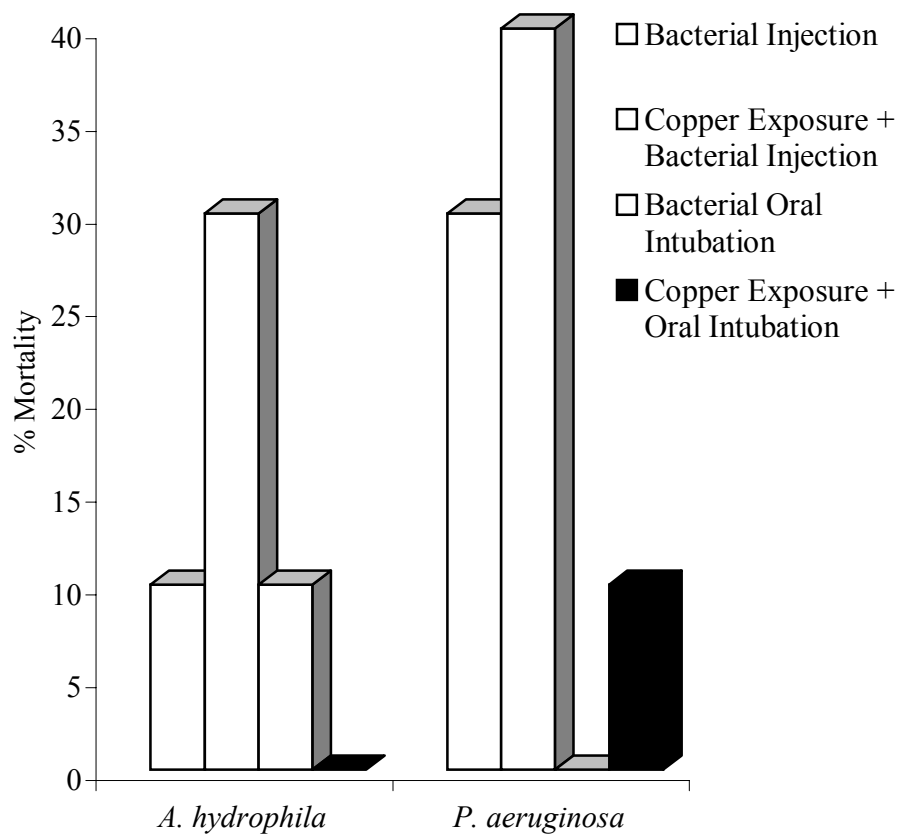 40
35
30
25
20
15
10
5
0
% Mortality
A. hydrophila
P. aeruginosa
Bacterial Injection
Copper Exposure +
Bacterial Injection
Bacterial Oral
Intubation
Copper Exposure +
Oral Intubation